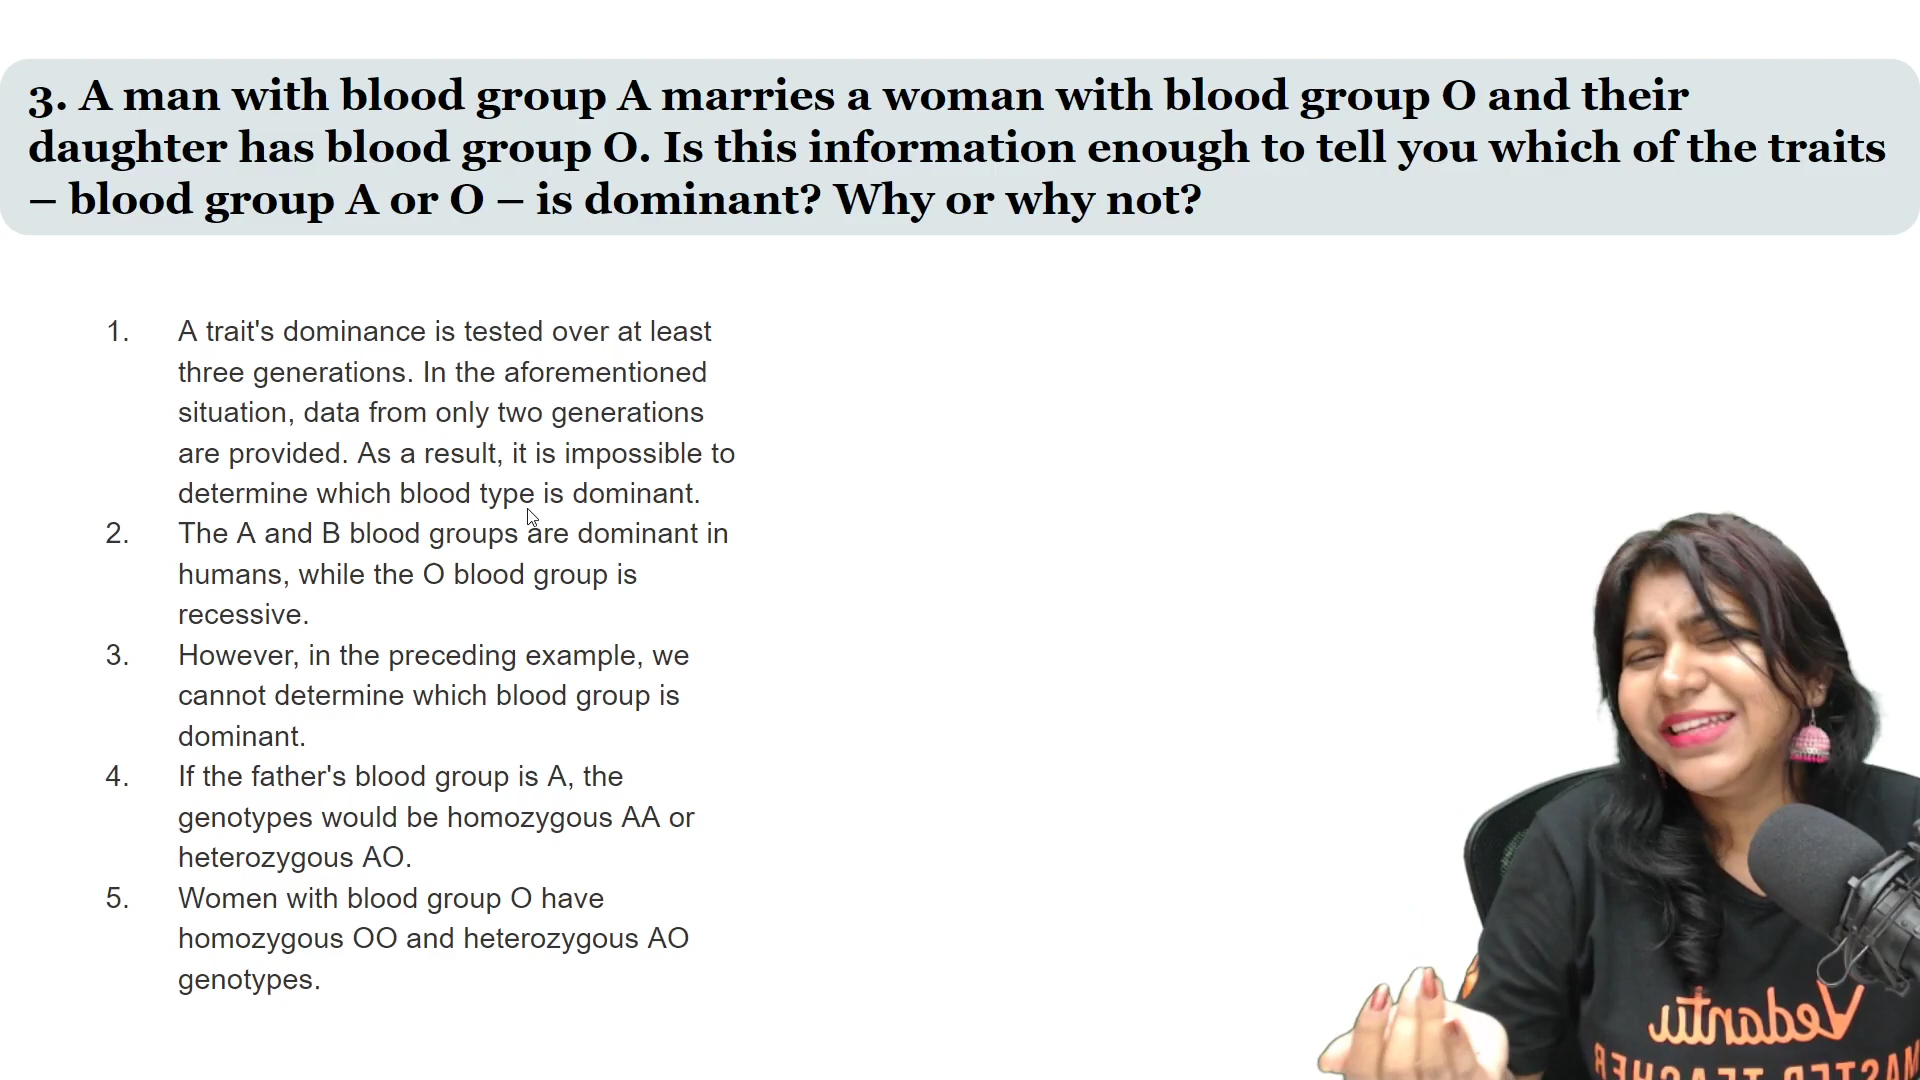 3. A man with blood group A marries a woman with blood group O and their
daughter has blood group O. Is this information enough to tell you which of the traits
– blood group A or O – is dominant? Why or why not?
1. A trait's dominance is tested over at least
three generations. In the aforementioned
situation, data from only two generations
are provided. As a result, it is impossible to
determine which blood type is dominant.
2. The A and B blood groups are dominant in
humans, while the O blood group is
recessive.
3. However, in the preceding example, we
cannot determine which blood group is
dominant.
4. If the father's blood group is A, the
genotypes would be homozygous AA or
heterozygous AO.
5. Women with blood group O have
homozygous OO and heterozygous AO
genotypes.
Vedantu
MASTER TEACHER